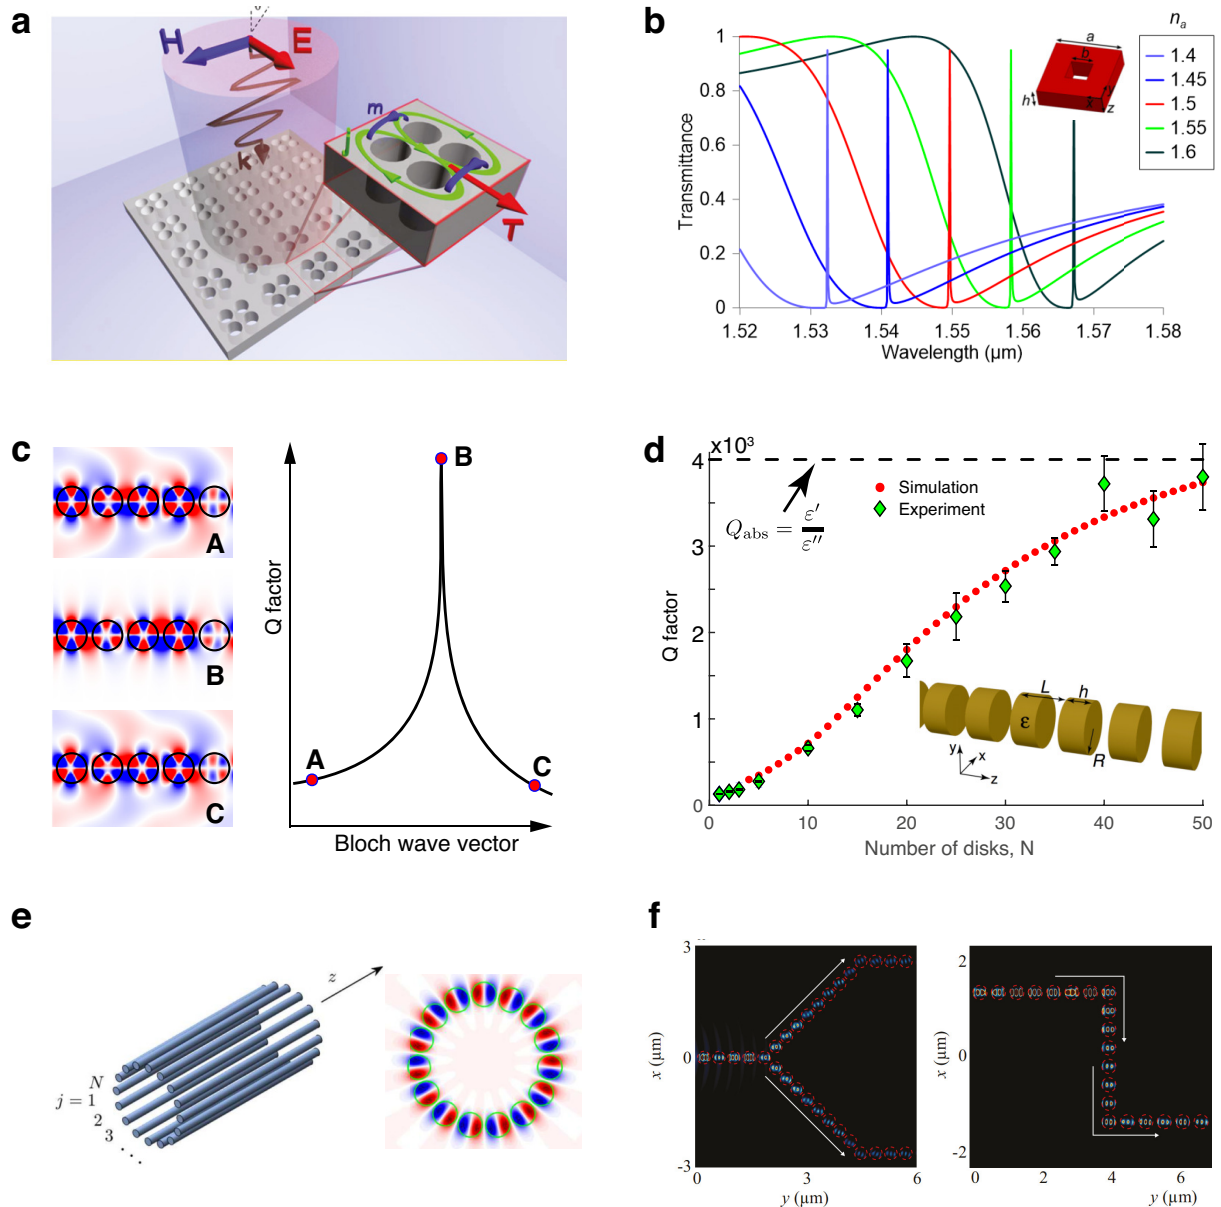 a
H
E
k
m
j
T
b
Transmittance
1
0.8
0.6
0.4
0.2
0
1.52 1.53 1.54 1.55 1.56 1.57 1.58
Wavelength (μm)
a
b
h
z
nₐ
1.4
1.45
1.5
1.55
1.6
c
A
B
C
Q factor
A
B
C
Bloch wave vector
d
x10³
4
3
2
1
0
Q factor
Q_abs = ε′/ε″
Simulation
Experiment
L
h
ε
R
y
x
z
0 10 20 30 40 50
Number of disks, N
e
z
N
j = 1
2
3
...
f
3
0
-3
x (μm)
0 3 6
y (μm)
2
0
-2
x (μm)
0 2 4 6
y (μm)